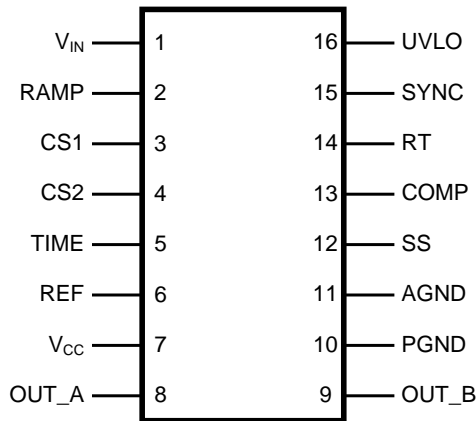 VIN 1 16 UVLO
RAMP 2 15 SYNC
CS1 3 14 RT
CS2 4 13 COMP
TIME 5 12 SS
REF 6 11 AGND
VCC 7 10 PGND
OUT_A 8 9 OUT_B